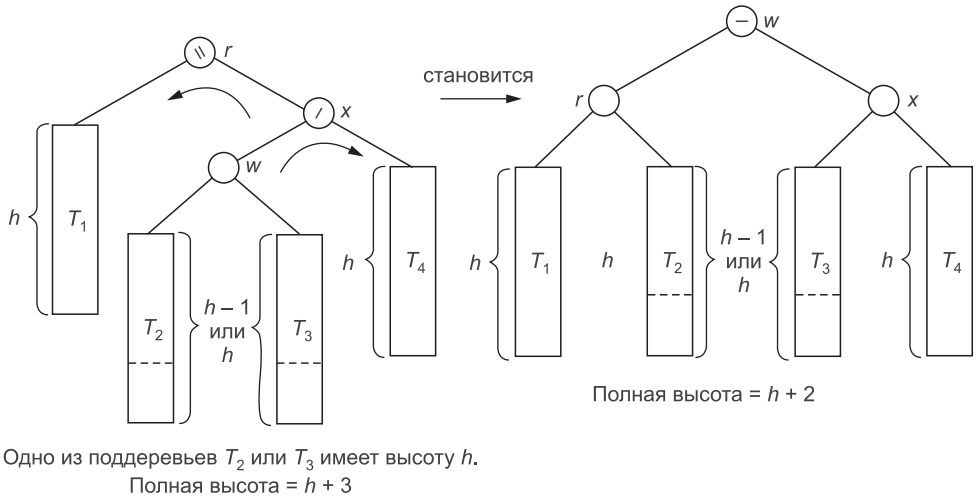 r
x
w
h
T₁
T₂
h – 1
или
h
T₃
h
T₄
становится
w
r
x
h
T₁
h
T₂
h – 1
или
h
T₃
h
T₄
Полная высота = h + 2
Одно из поддеревьев T₂ или T₃ имеет высоту h.
Полная высота = h + 3